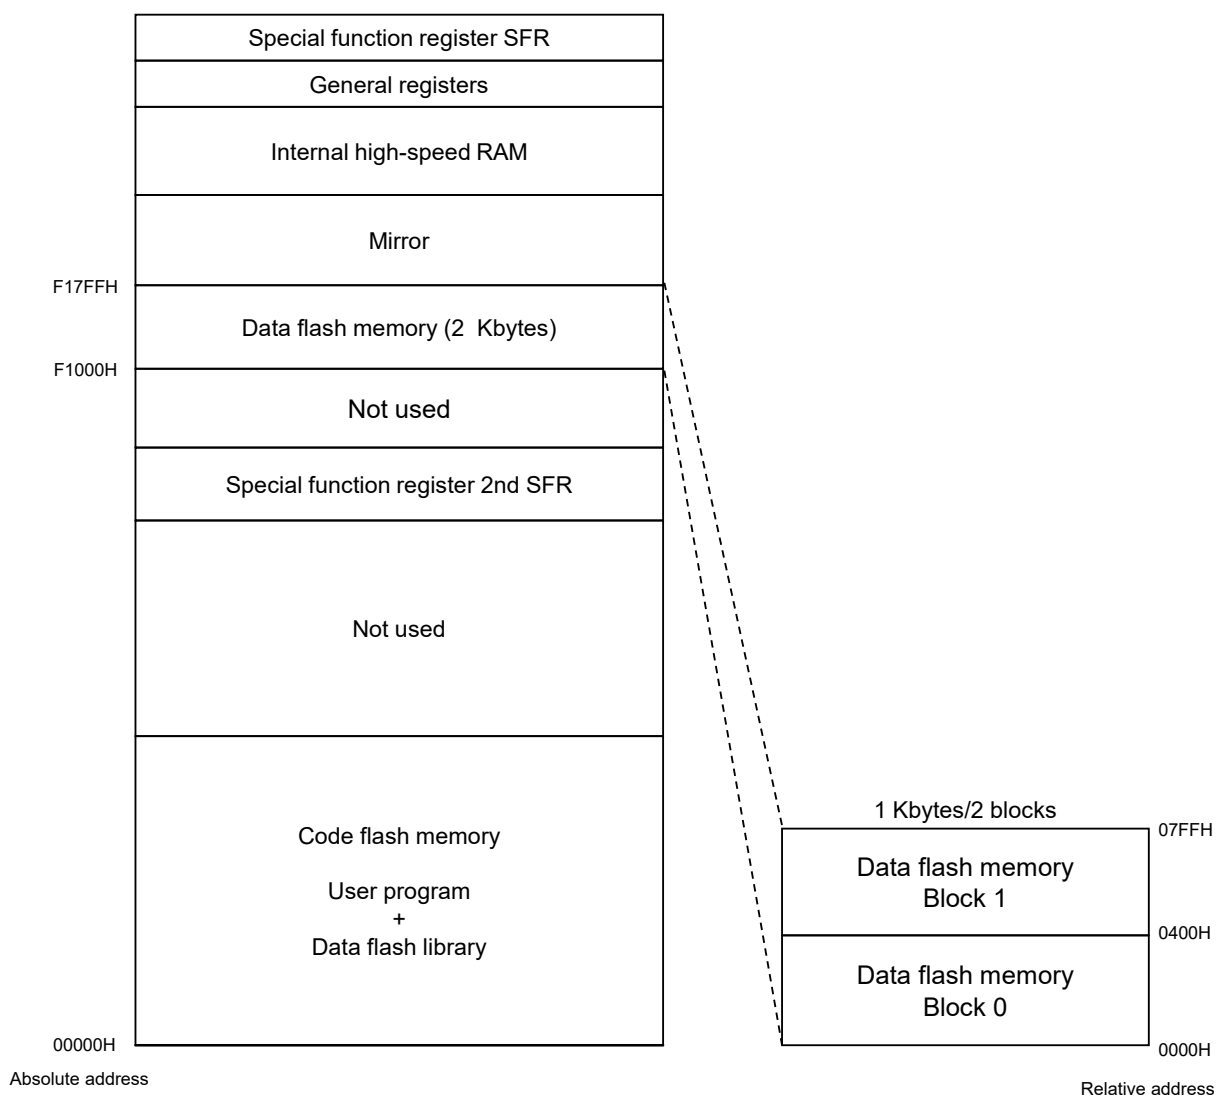 Special function register SFR
General registers
Internal high-speed RAM
Mirror
F17FFH
Data flash memory (2  Kbytes)
F1000H
Not used
Special function register 2nd SFR
Not used
Code flash memory
User program
+
Data flash library
00000H
Absolute address
1 Kbytes/2 blocks
07FFH
Data flash memory
Block 1
0400H
Data flash memory
Block 0
0000H
Relative address